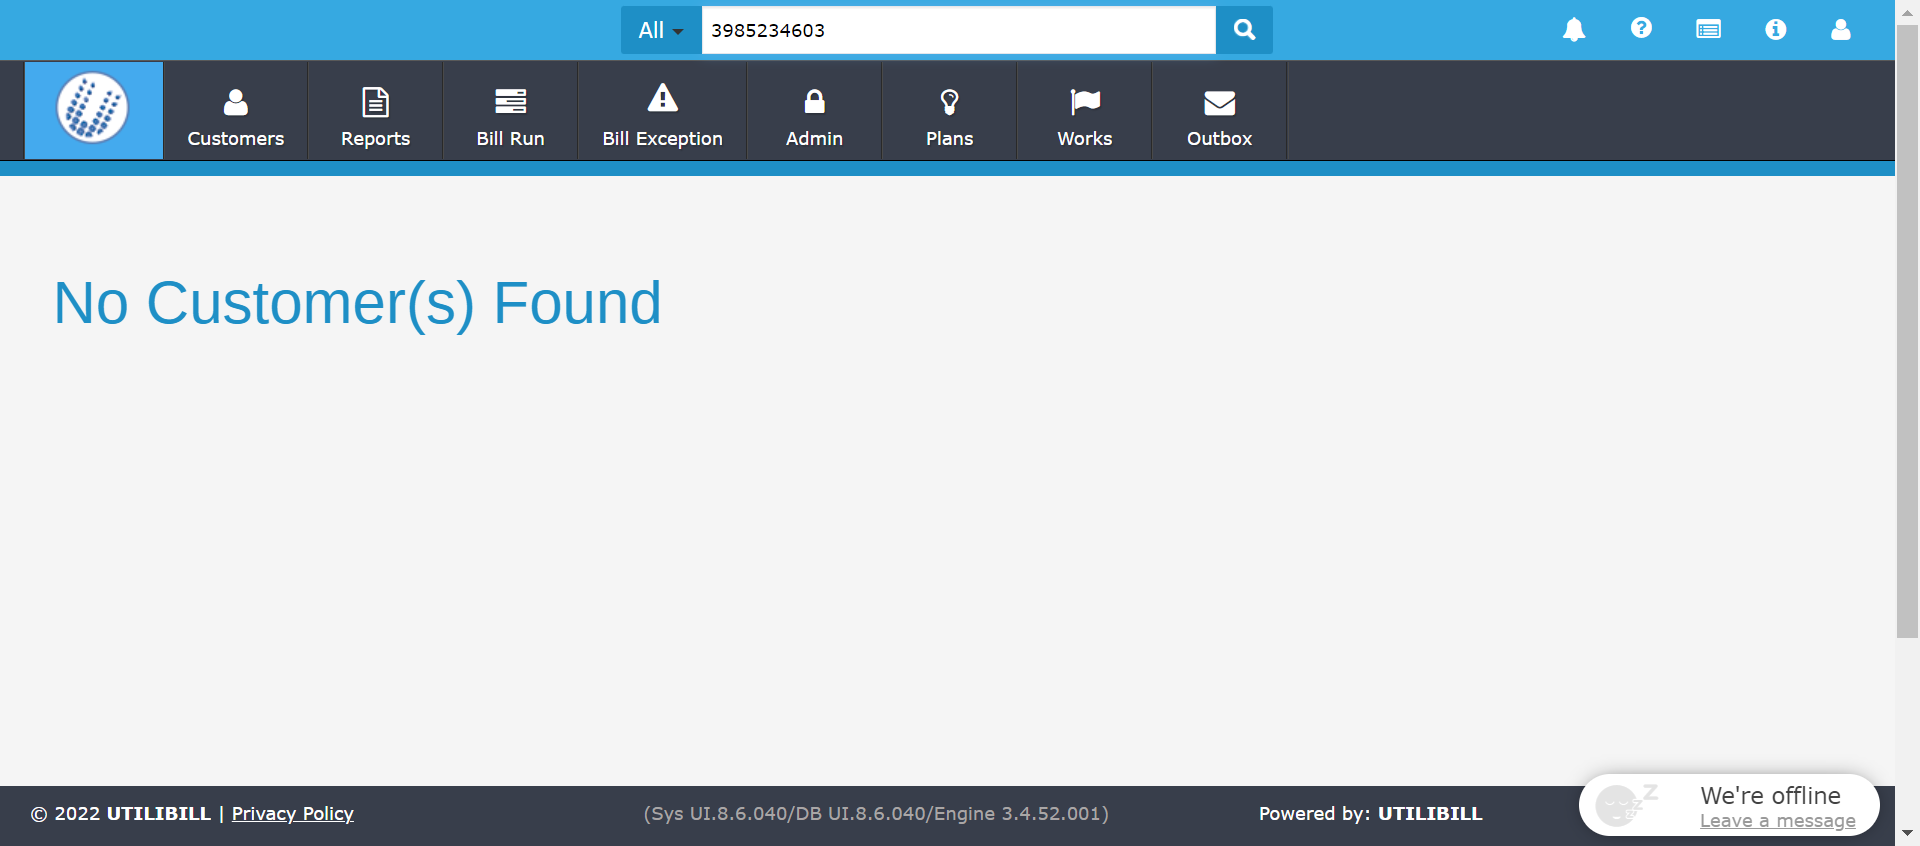 All 3985234603
Customers Reports Bill Run Bill Exception Admin Plans Works Outbox
No Customer(s) Found
© 2022 UTILIBILL | Privacy Policy (Sys UI.8.6.040/DB UI.8.6.040/Engine 3.4.52.001) Powered by: UTILIBILL
We're offline
Leave a message